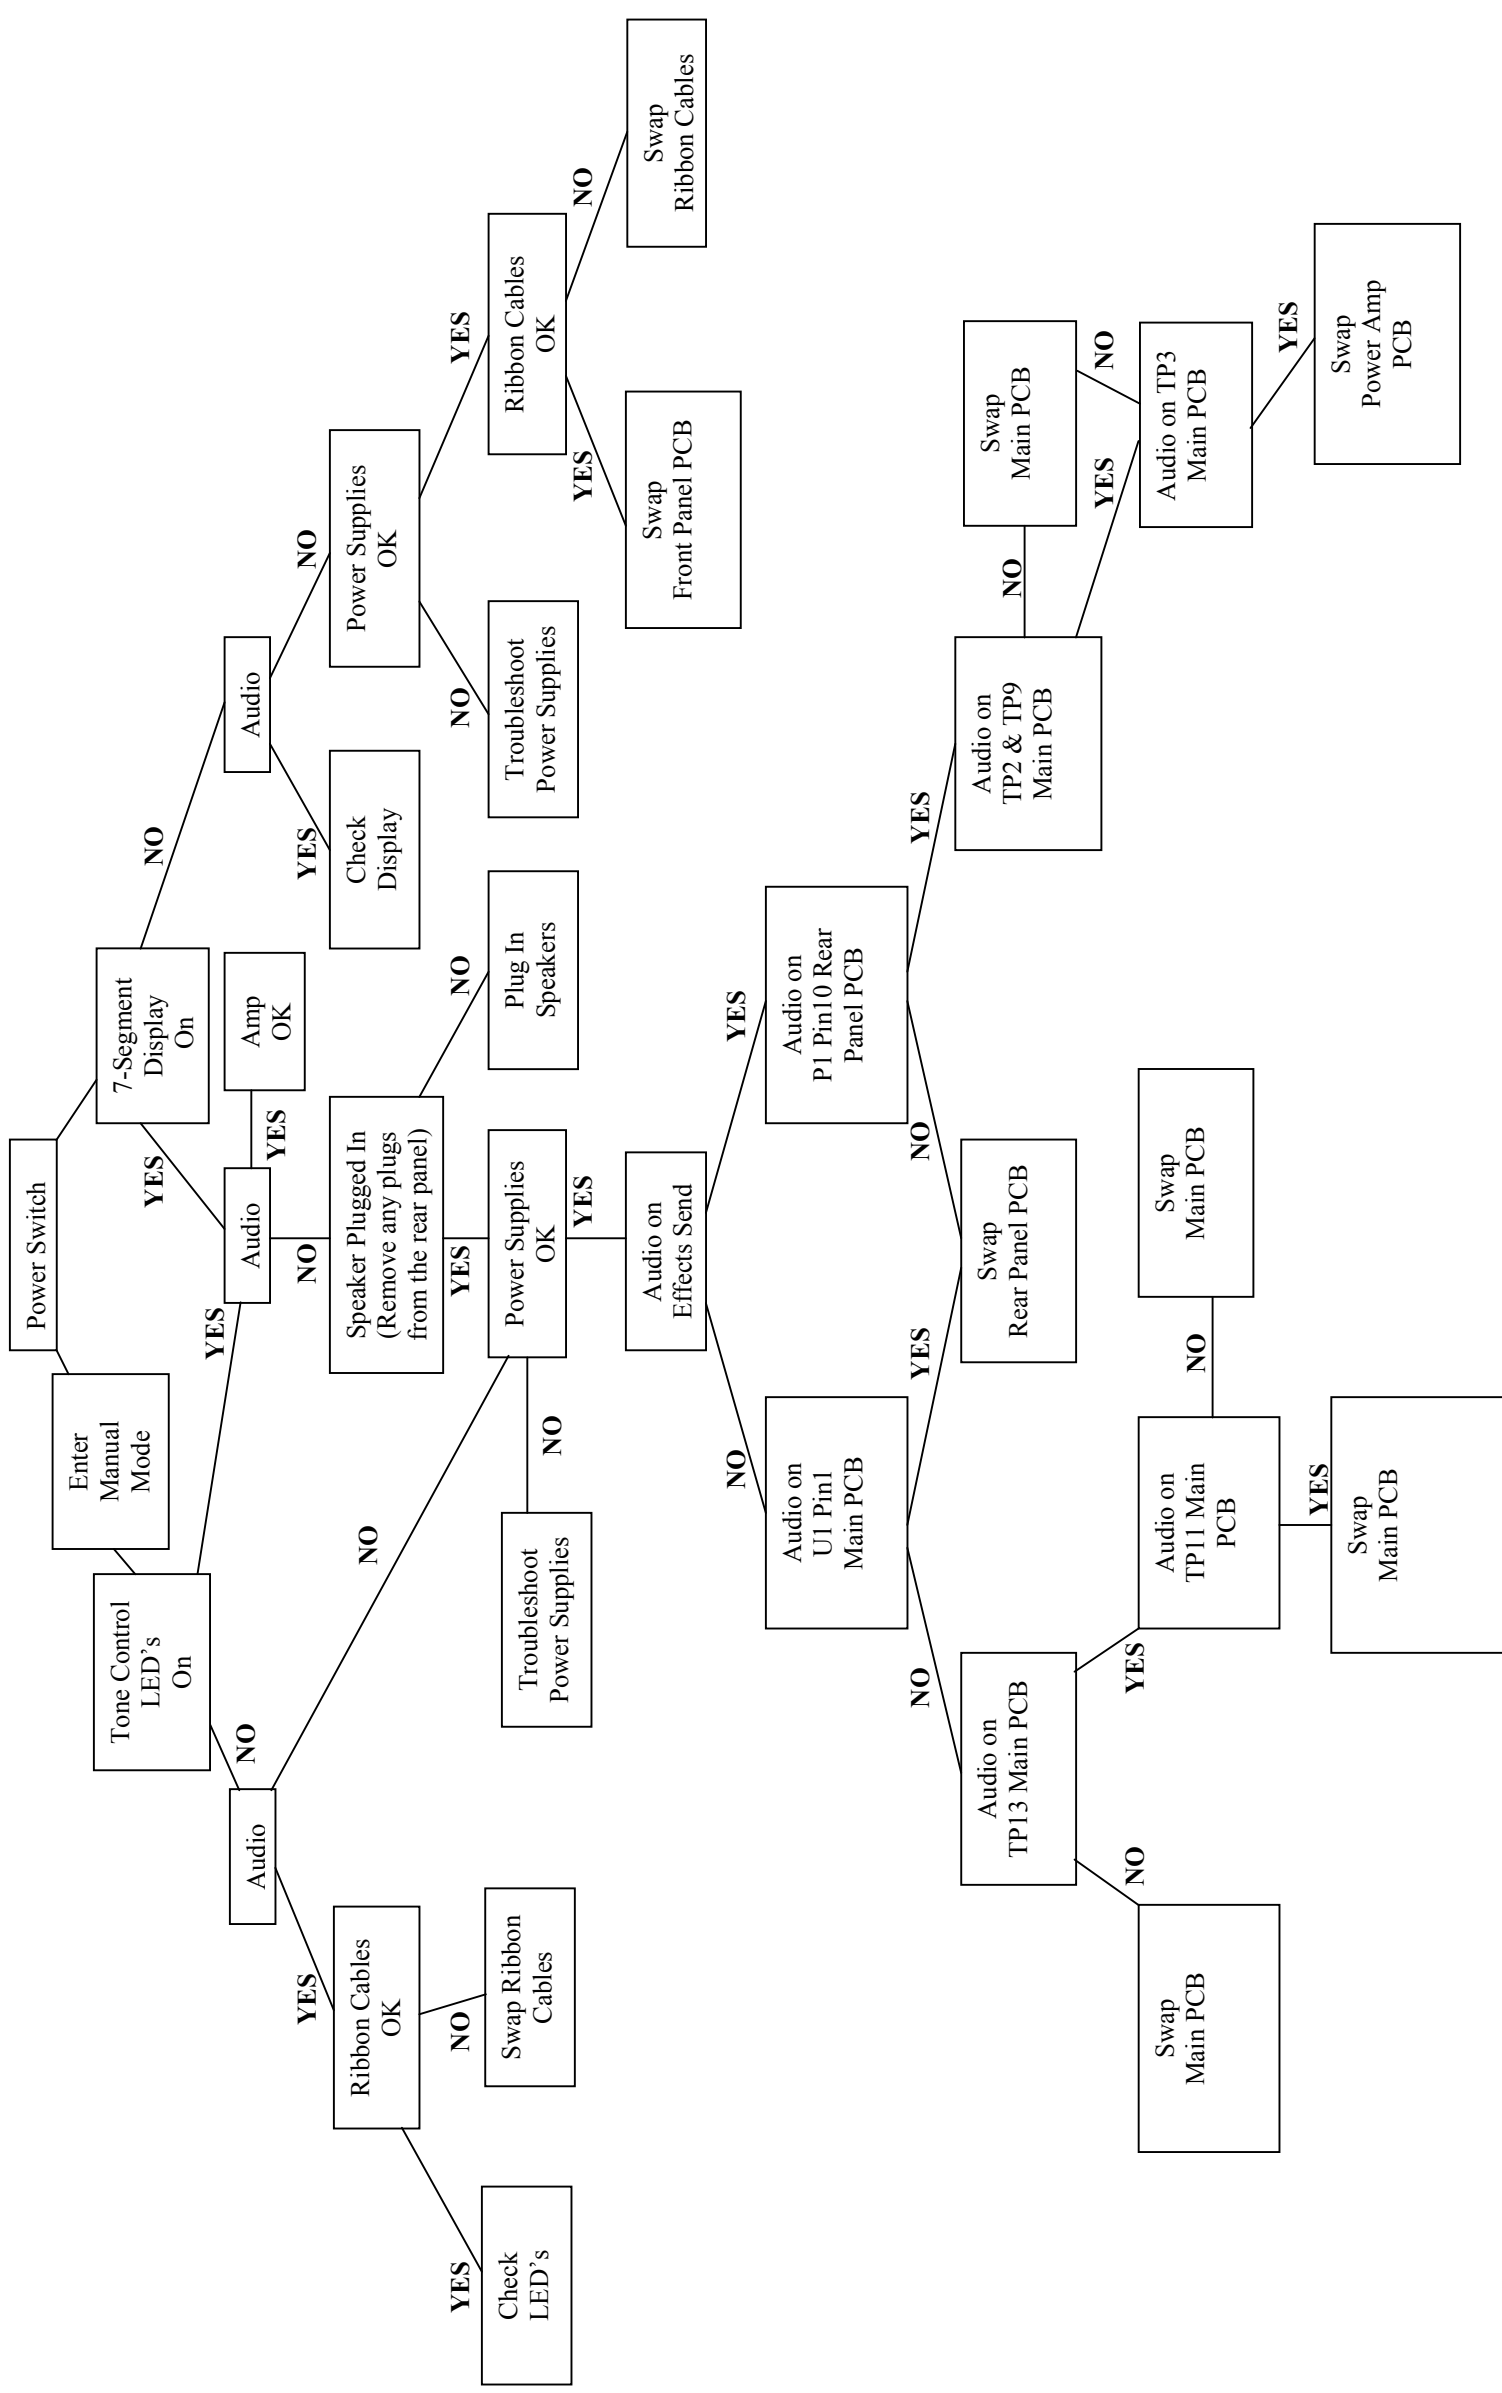 Power Switch
Enter
Manual
Mode
7-Segment
Display
On
Tone Control
LED's
On
YES
NO
YES
NO
Audio
Audio
YES
Amp
OK
Audio
YES
NO
NO
YES
NO
Ribbon Cables
OK
Speaker Plugged In
(Remove any plugs
from the rear panel)
Check
Display
Power Supplies
OK
YES
NO
YES
NO
NO
YES
Check
LED's
Swap Ribbon
Cables
Troubleshoot
Power Supplies
NO
Power Supplies
OK
Plug In
Speakers
Troubleshoot
Power Supplies
Ribbon Cables
OK
YES
YES
NO
Audio on
Effects Send
Swap
Front Panel PCB
Swap
Ribbon Cables
NO
YES
Audio on
U1 Pin1
Main PCB
Audio on
P1 Pin10 Rear
Panel PCB
NO
YES
NO
YES
Audio on
TP13 Main PCB
Swap
Rear Panel PCB
Audio on
TP2 & TP9
Main PCB
NO
Swap
Main PCB
NO
YES
YES
NO
Swap
Main PCB
Audio on
TP11 Main
PCB
NO
Swap
Main PCB
Audio on TP3
Main PCB
YES
YES
Swap
Main PCB
Swap
Power Amp
PCB